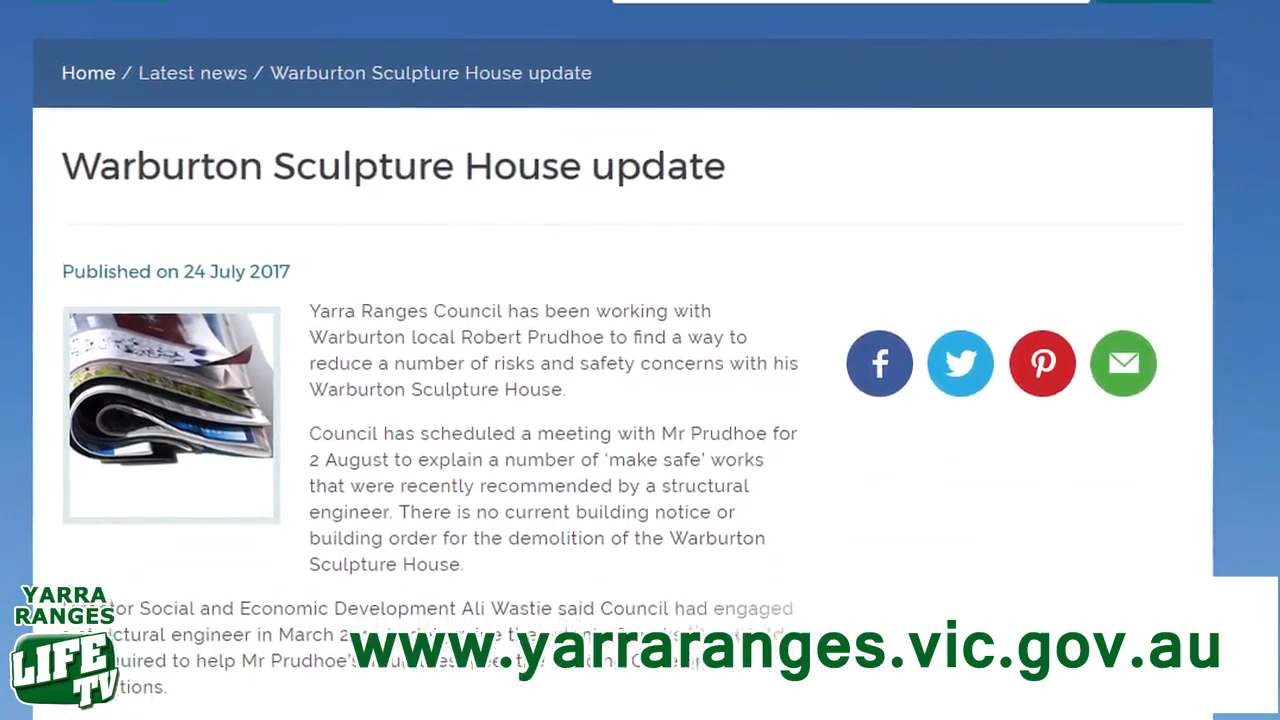 Home / Latest news / Warburton Sculpture House update
Warburton Sculpture House update
Published on 24 July 2017
Yarra Ranges Council has been working with
Warburton local Robert Prudhoe to find a way to
reduce a number of risks and safety concerns with his
Warburton Sculpture House.
Council has scheduled a meeting with Mr Prudhoe for
2 August to explain a number of ‘make safe’ works
that were recently recommended by a structural
engineer. There is no current building notice or
building order for the demolition of the Warburton
Sculpture House.
Social and Economic Development Ali Wastie said Council had engaged
engineer in March
to help Mr Prudhoe's
YARRA
RANGES
LIFE
TV
www.yarraranges.vic.gov.au